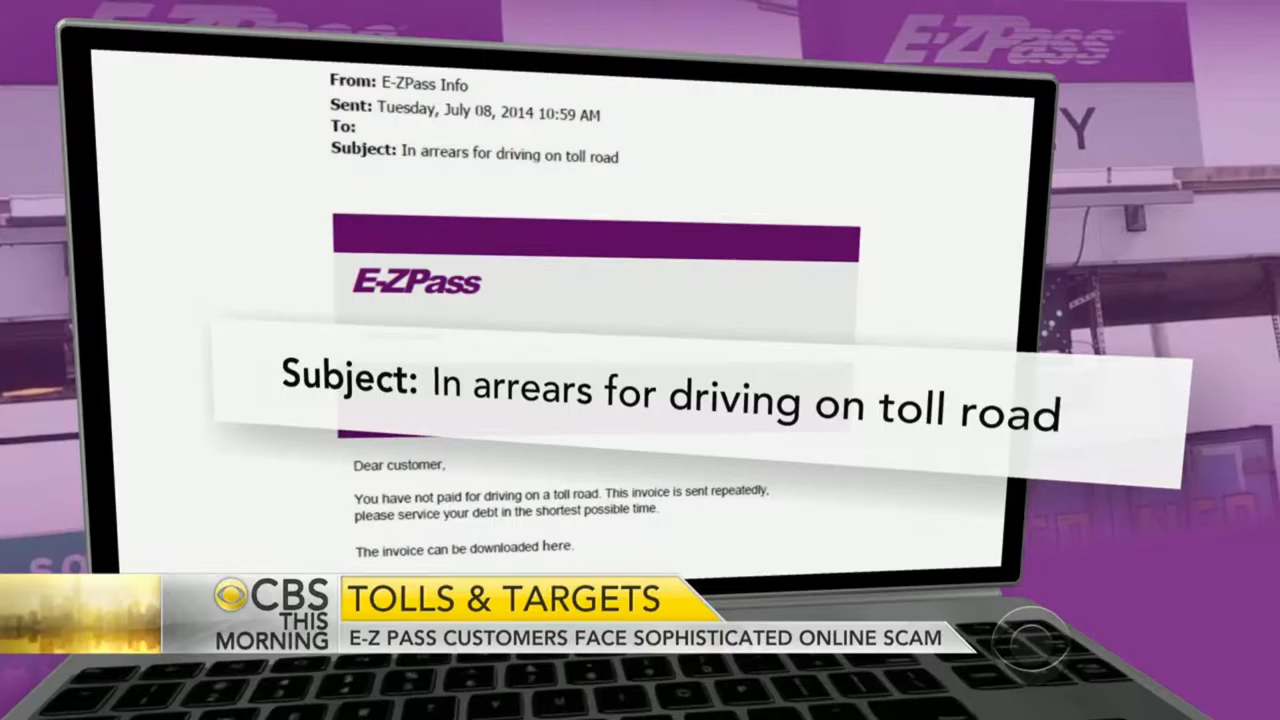 E-ZPass
E-ZPass
Y
From: E-ZPass Info
Sent: Tuesday, July 08, 2014 10:59 AM
To:
Subject: In arrears for driving on toll road
E-ZPass
Subject: In arrears for driving on toll road
Dear customer,
You have not paid for driving on a toll road. This invoice is sent repeatedly,
please service your debt in the shortest possible time.
The invoice can be downloaded here.
SO
CBS
THIS
MORNING
TOLLS & TARGETS
E-Z PASS CUSTOMERS FACE SOPHISTICATED ONLINE SCAM